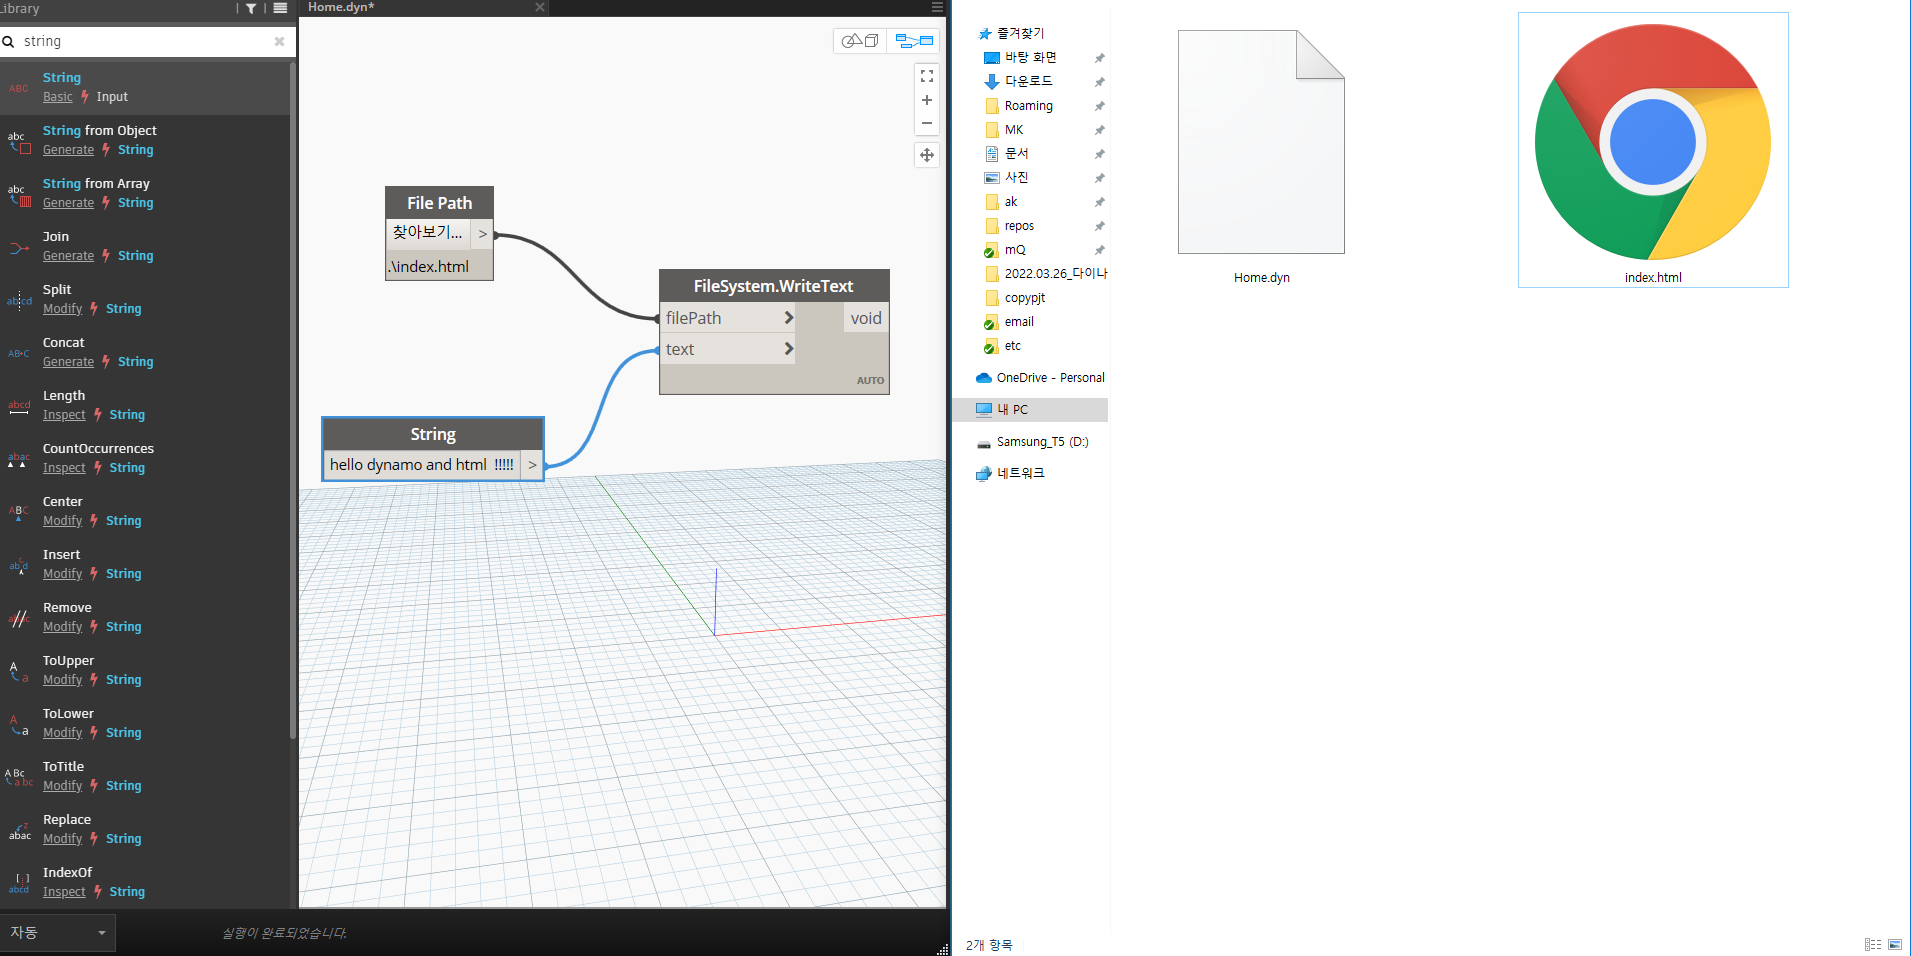 Library
string
String
Basic Input
String from Object
Generate String
String from Array
Generate String
Join
Generate String
Split
Modify String
Concat
Generate String
Length
Inspect String
CountOccurrences
Inspect String
Center
Modify String
Insert
Modify String
Remove
Modify String
ToUpper
Modify String
ToLower
Modify String
ToTitle
Modify String
Replace
Modify String
IndexOf
Inspect String
자동
실행이 완료되었습니다.
Home.dyn*
File Path
찾아보기... >
.\index.html
FileSystem.WriteText
filePath > void
text >
AUTO
String
hello dynamo and html !!!!! >
즐겨찾기
바탕 화면
다운로드
Roaming
MK
문서
사진
ak
repos
mQ
2022.03.26_다이나
copypjt
email
etc
OneDrive - Personal
내 PC
Samsung_T5 (D:)
네트워크
2개 항목
Home.dyn
index.html